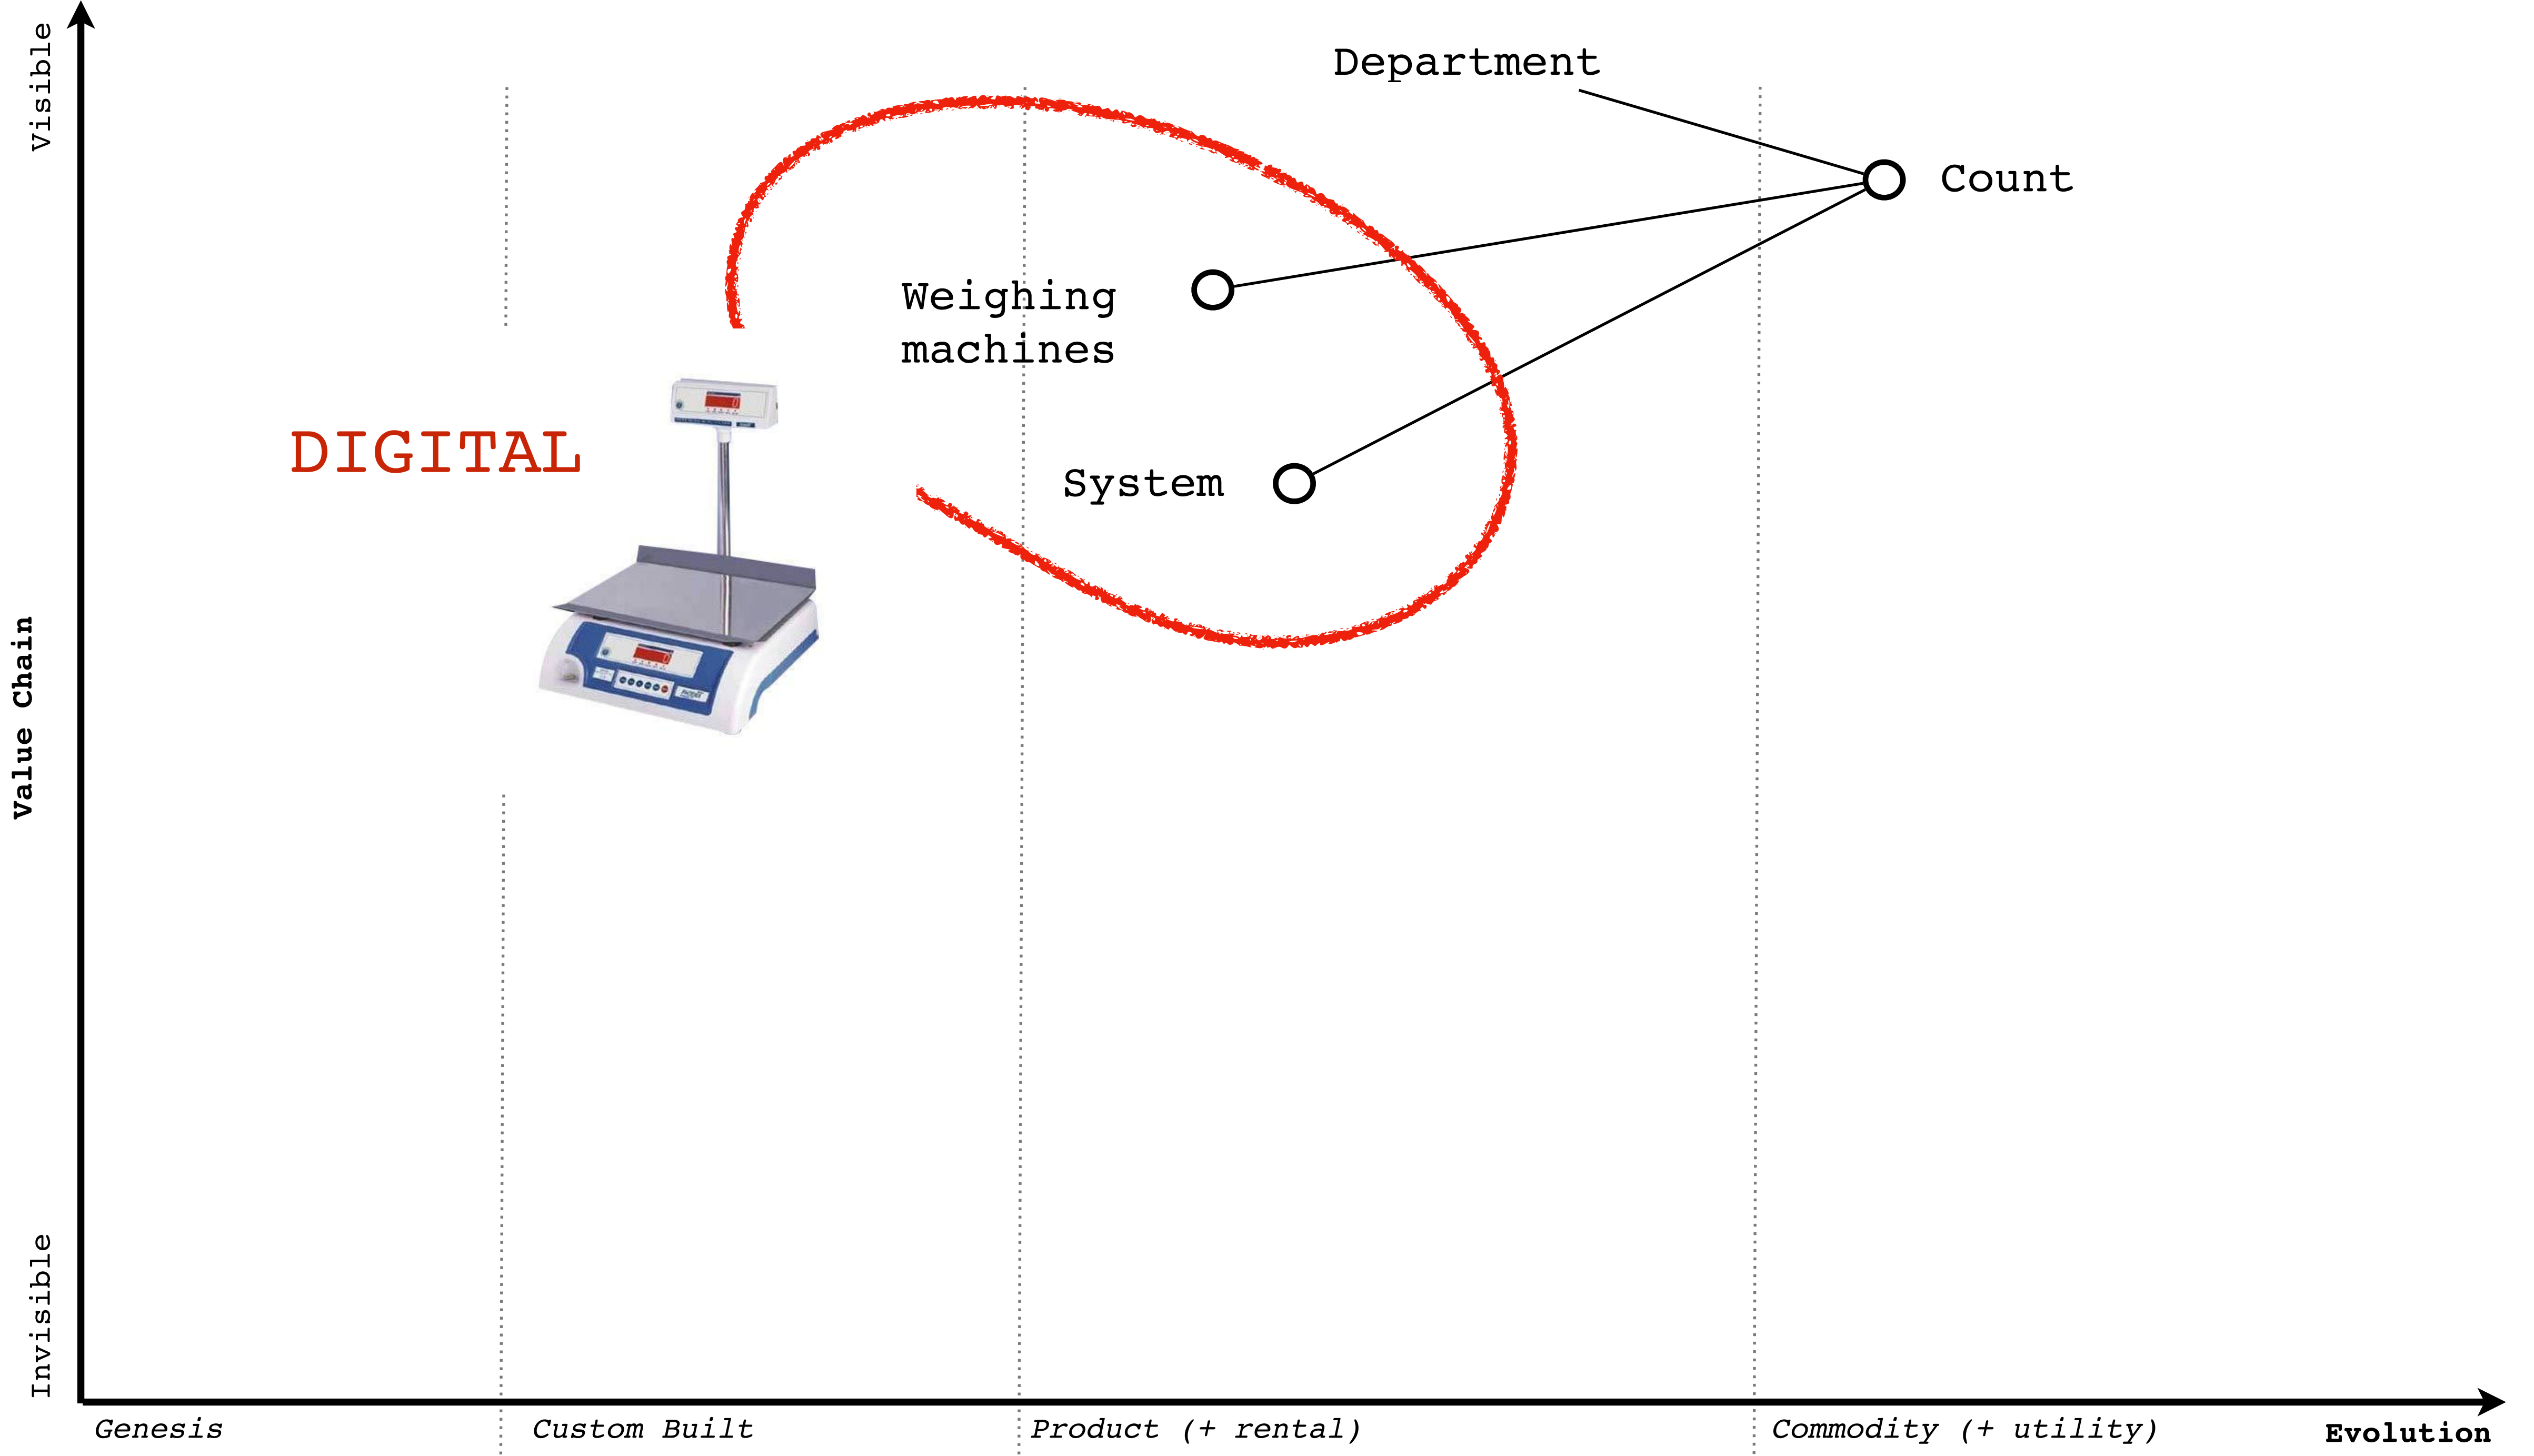 Visible
Department
Count
Weighing
machines
DIGITAL
System
Value Chain
Invisible
Genesis
Custom Built
Product (+ rental)
Commodity (+ utility)
Evolution